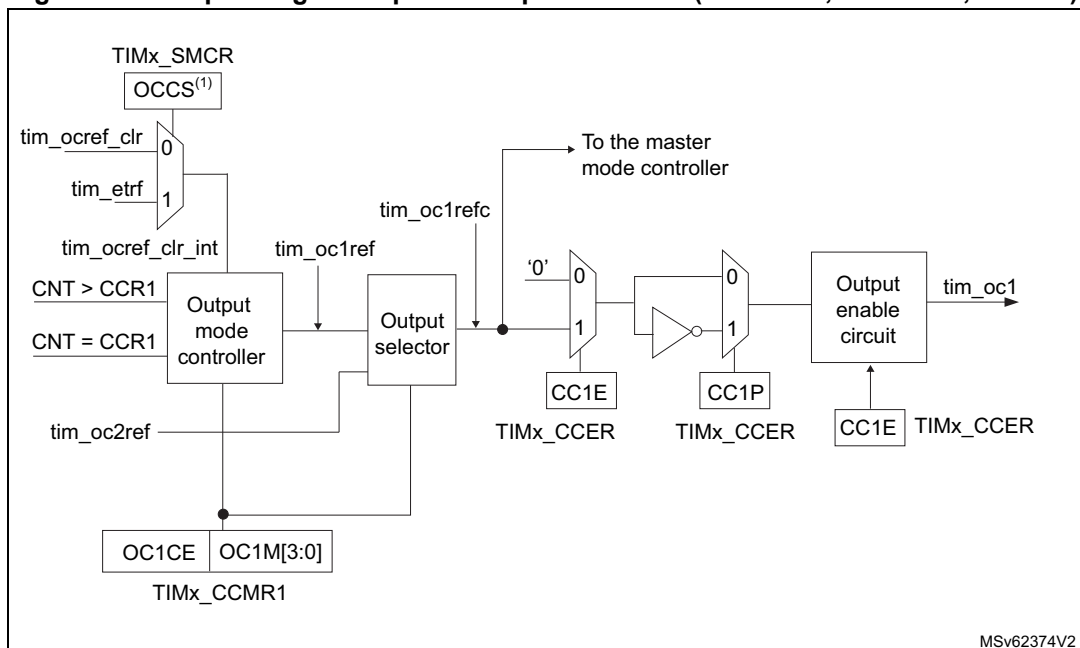 TIMx_SMCR
OCCS(1)
tim_ocref_clr
0
tim_etrf
1
tim_ocref_clr_int
CNT > CCR1
CNT = CCR1
Output
mode
controller
tim_oc1ref
tim_oc2ref
Output
selector
tim_oc1refc
To the master
mode controller
'0'
0
1
CC1E
TIMx_CCER
0
1
CC1P
TIMx_CCER
Output
enable
circuit
tim_oc1
CC1E
TIMx_CCER
OC1CE
OC1M[3:0]
TIMx_CCMR1
MSv62374V2